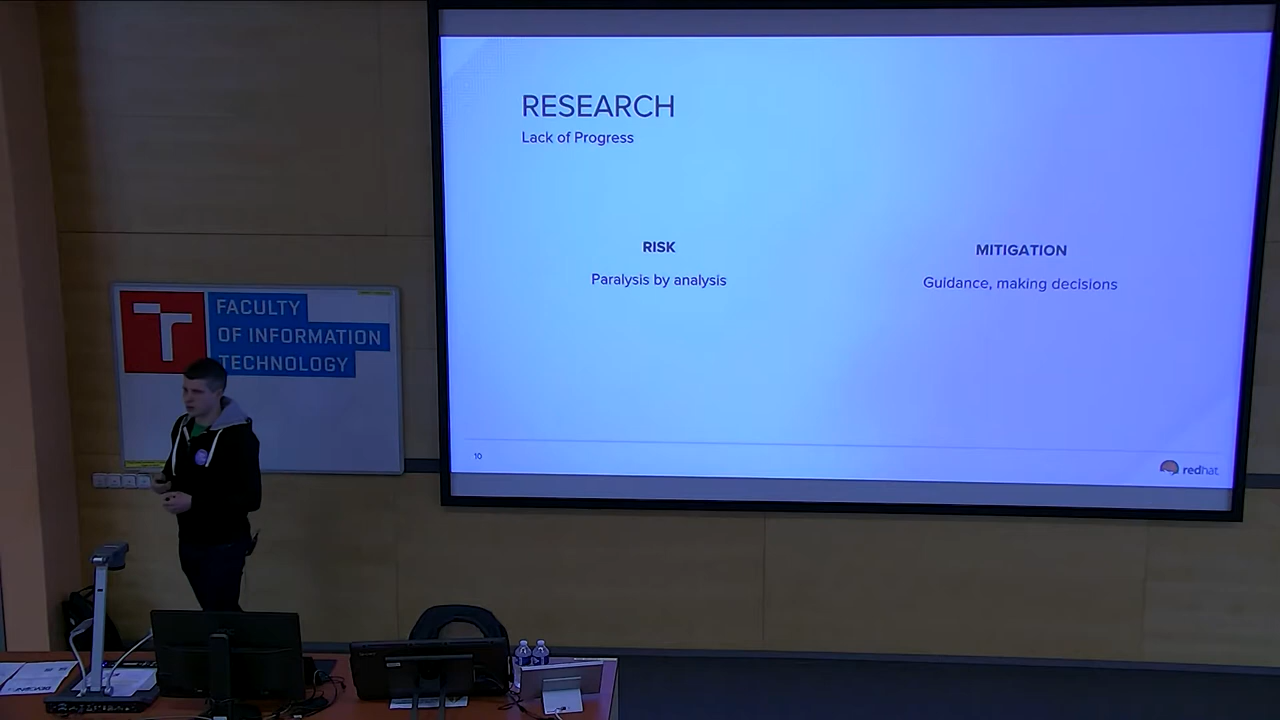 RESEARCH
Lack of Progress
RISK
Paralysis by analysis
MITIGATION
Guidance, making decisions
10
redhat
FACULTY
OF INFORMATION
TECHNOLOGY